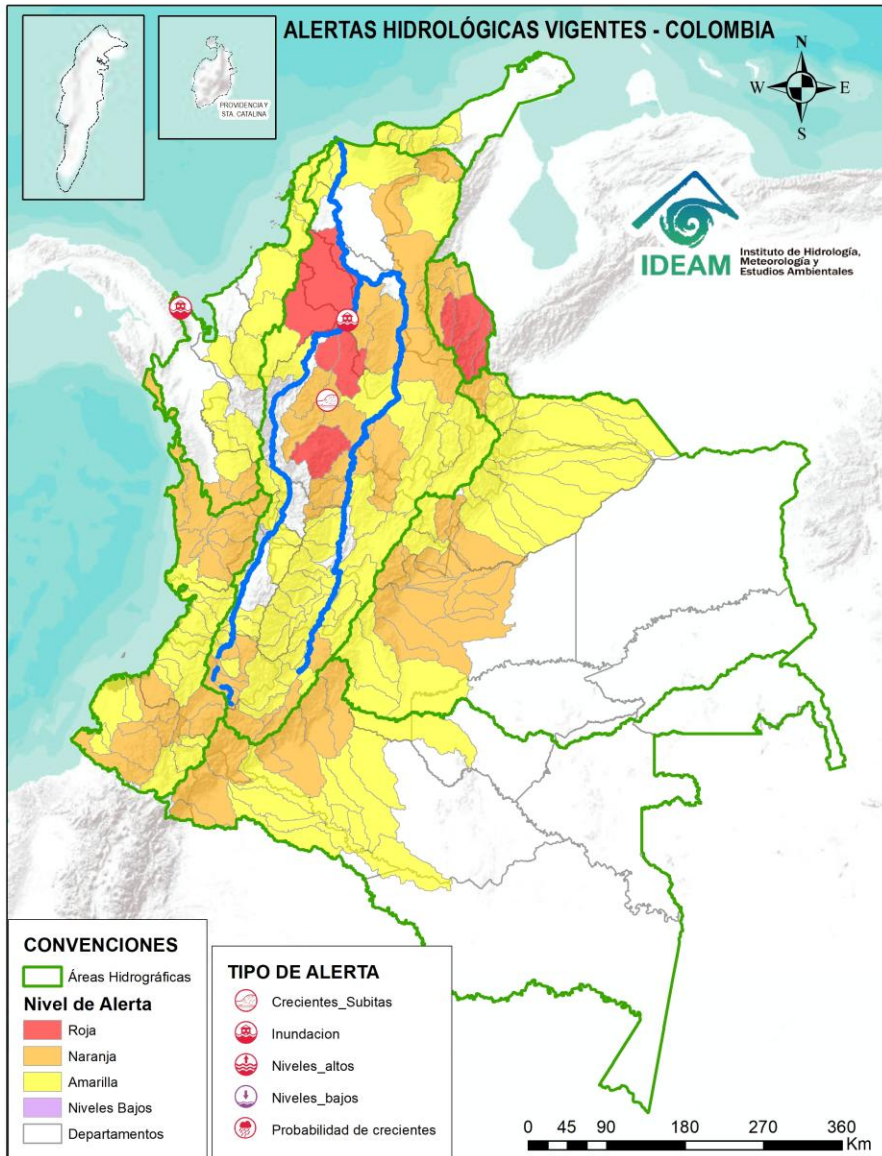 ALERTAS HIDROLÓGICAS VIGENTES - COLOMBIA
PROVIDENCIA Y
STA. CATALINA
N
W
E
S
IDEAM
Instituto de Hidrología,
Meteorología y
Estudios Ambientales
CONVENCIONES
Áreas Hidrográficas
Nivel de Alerta
Roja
Naranja
Amarilla
Niveles Bajos
Departamentos
TIPO DE ALERTA
Crecientes_Subitas
Inundacion
Niveles_altos
Niveles_bajos
Probabilidad de crecientes
0 45 90 180 270 360
Km